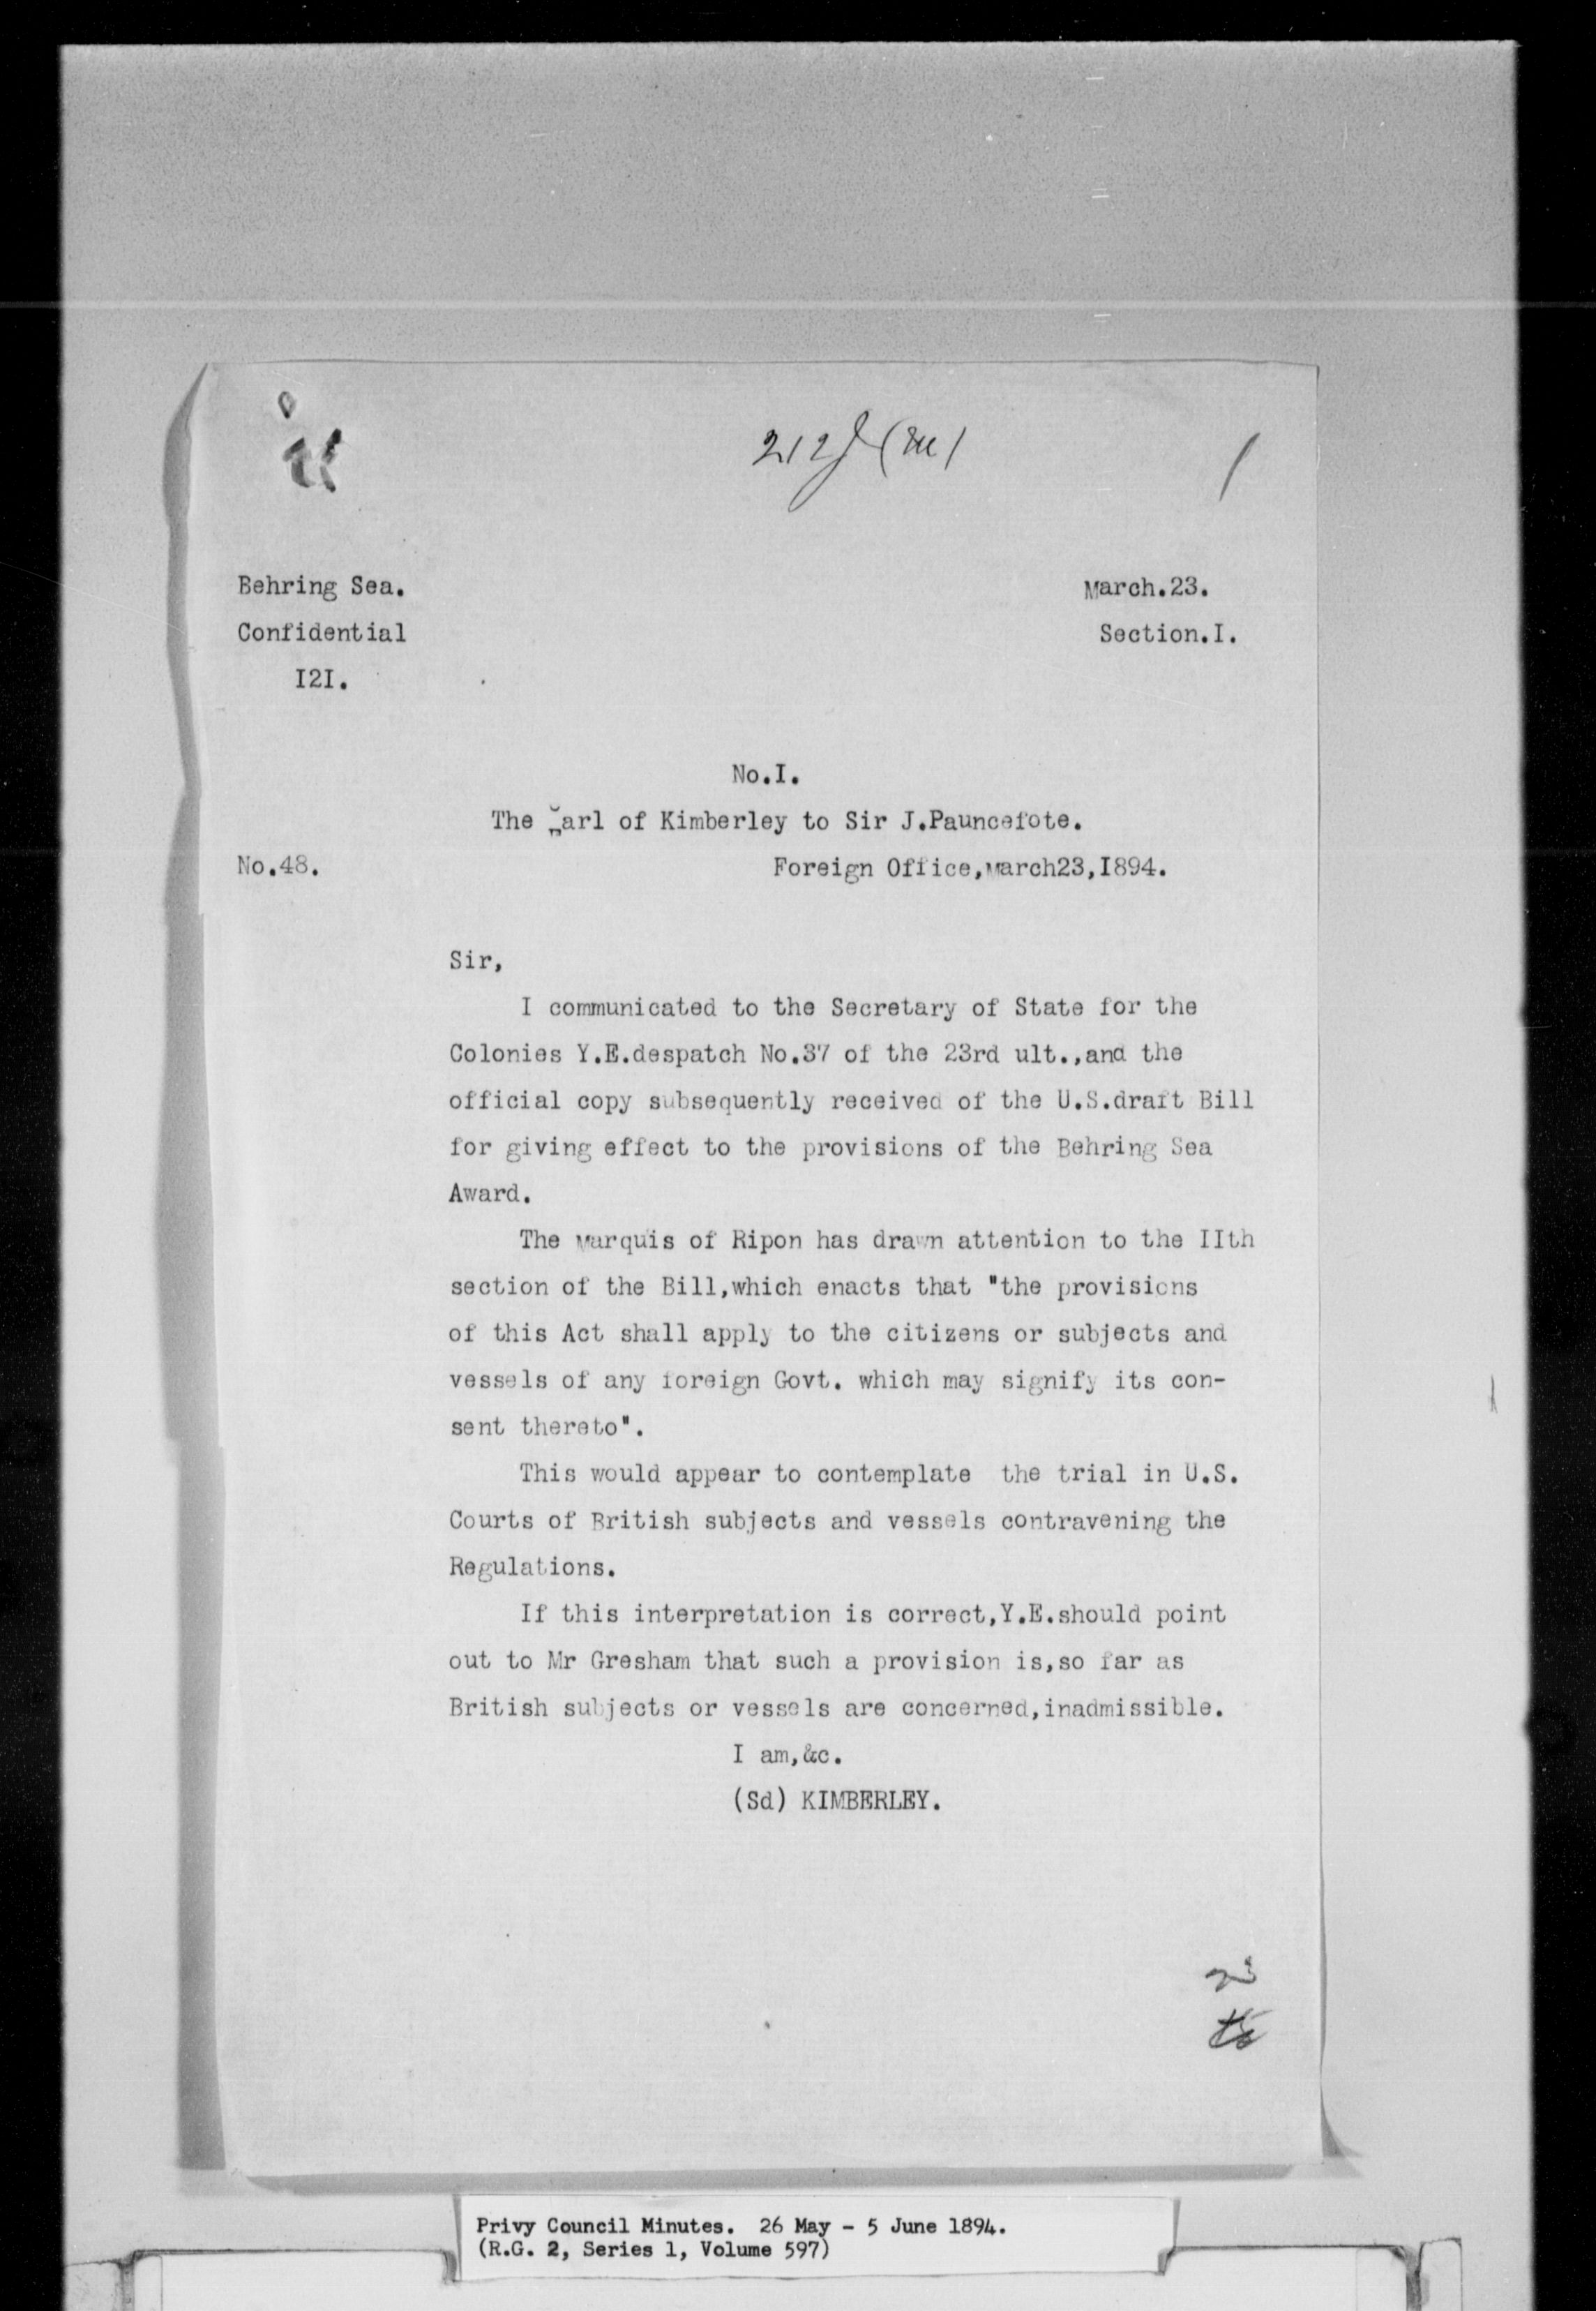 Behring Sea. March.23.
Confidential Section.I.
I2I.
No.I.
The Earl of Kimberley to Sir J.Pauncefote.
No.48. Foreign Office,March23,I894.
Sir,
I communicated to the Secretary of State for the
Colonies Y.E.despatch No.37 of the 23rd ult.,and the
official copy subsequently received of the U.S.draft Bill
for giving effect to the provisions of the Behring Sea
Award.
The Marquis of Ripon has drawn attention to the IIth
section of the Bill,which enacts that "the provisions
of this Act shall apply to the citizens or subjects and
vessels of any foreign Govt. which may signify its con-
sent thereto".
This would appear to contemplate the trial in U.S.
Courts of British subjects and vessels contravening the
Regulations.
If this interpretation is correct,Y.E.should point
out to Mr Gresham that such a provision is,so far as
British subjects or vessels are concerned,inadmissible.
I am,&c.
(Sd) KIMBERLEY.
Privy Council Minutes. 26 May - 5 June 1894.
(R.G. 2, Series 1, Volume 597)